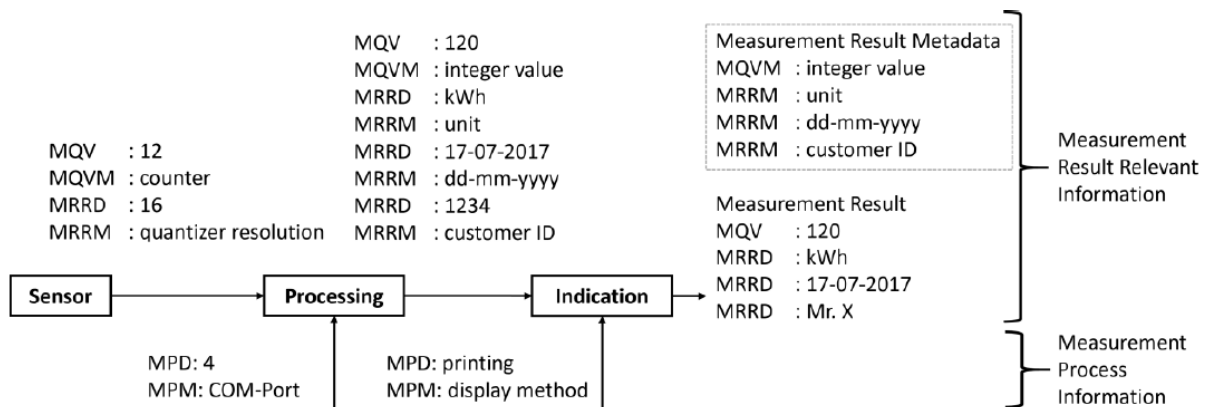 MQV : 120
MQVM : integer value
MRRD : kWh
MRRM : unit
MRRD : 17-07-2017
MRRM : dd-mm-yyyy
MRRD : 1234
MRRM : customer ID
MQV : 12
MQVM : counter
MRRD : 16
MRRM : quantizer resolution
Measurement Result Metadata
MQVM : integer value
MRRM : unit
MRRM : dd-mm-yyyy
MRRM : customer ID
Measurement
Result Relevant
Information
Measurement Result
MQV : 120
MRRD : kWh
MRRD : 17-07-2017
MRRD : Mr. X
Sensor
Processing
Indication
MPD: 4
MPM: COM-Port
MPD: printing
MPM: display method
Measurement
Process
Information